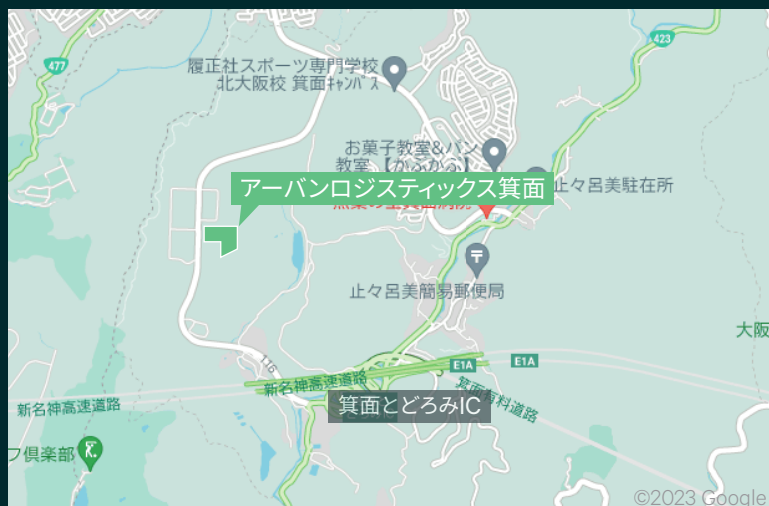 477
423
履正社スポーツ専門学校
北大阪校 箕面キャンパス
お菓子教室&パン
教室 【かぷかぷ】
止々呂美駐在所
アーバンロジスティックス箕面
止々呂美簡易郵便局
大阪
E1A
E1A
116
新名神高速道路
箕面有料道路
新名神高速道路
箕面とどろみIC
フ倶楽部
©2023 Google